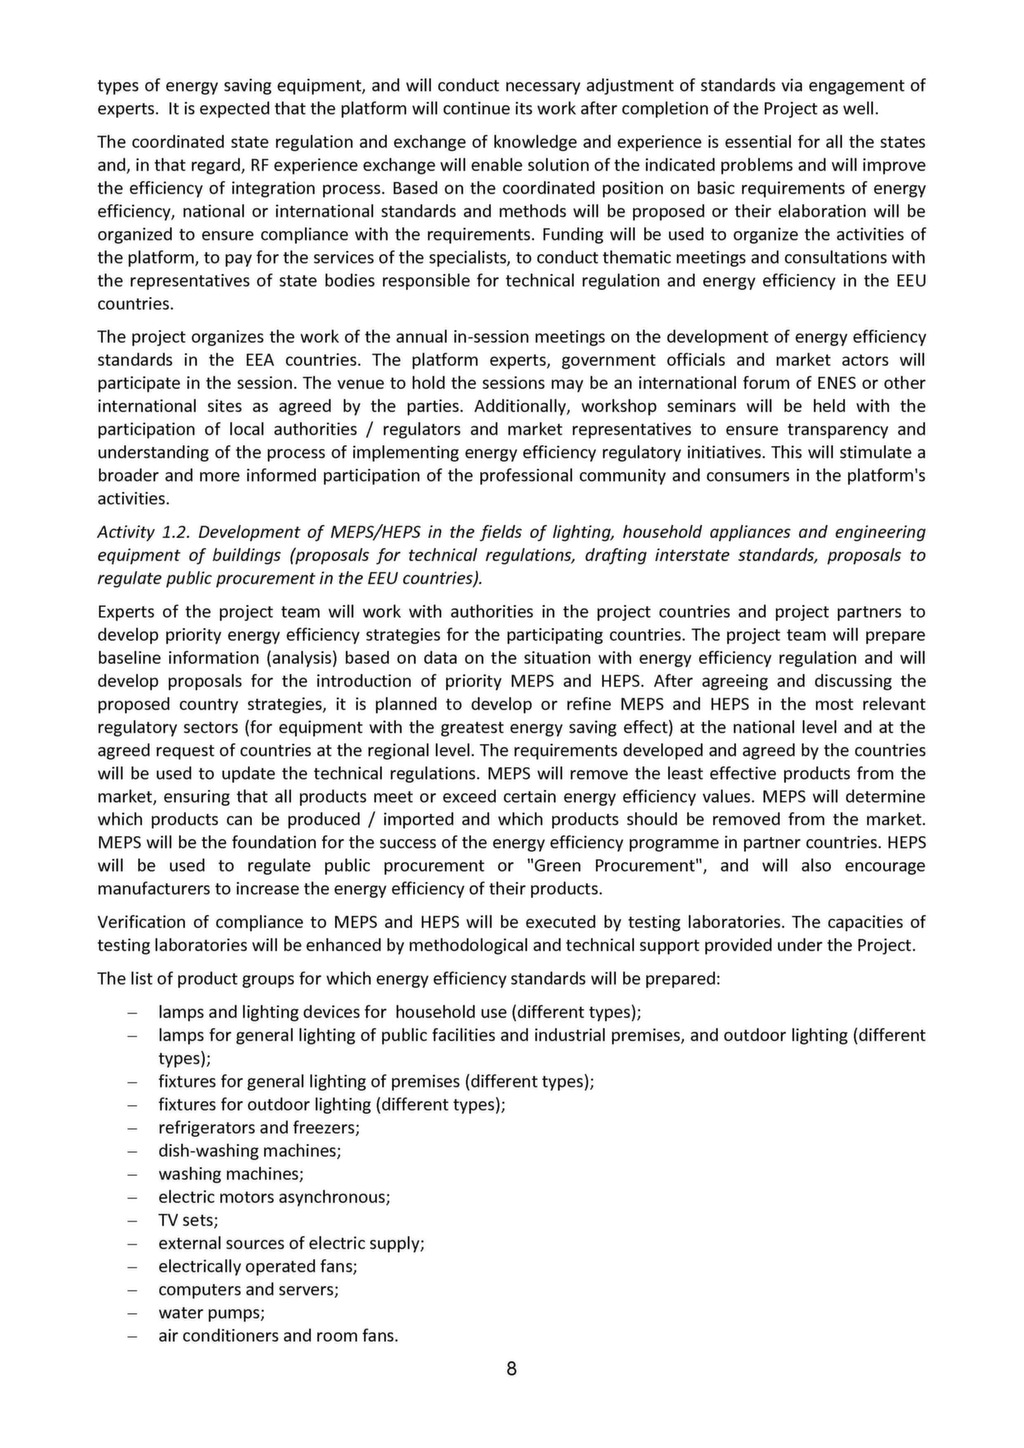 types of energy saving equipment, and will conduct necessary adjustment of standards via engagement of
experts.  It is expected that the platform will continue its work after completion of the Project as well.
The coordinated state regulation and exchange of knowledge and experience is essential for all the states
and, in that regard, RF experience exchange will enable solution of the indicated problems and will improve
the efficiency of integration process. Based on the coordinated position on basic requirements of energy
efficiency, national or international standards and methods will be proposed or their elaboration will be
organized to ensure compliance with the requirements. Funding will be used to organize the activities of
the platform, to pay for the services of the specialists, to conduct thematic meetings and consultations with
the representatives of state bodies responsible for technical regulation and energy efficiency in the EEU
countries.
The project organizes the work of the annual in-session meetings on the development of energy efficiency
standards in the EEA countries. The platform experts, government officials and market actors will
participate in the session. The venue to hold the sessions may be an international forum of ENES or other
international sites as agreed by the parties. Additionally, workshop seminars will be held with the
participation of local authorities / regulators and market representatives to ensure transparency and
understanding of the process of implementing energy efficiency regulatory initiatives. This will stimulate a
broader and more informed participation of the professional community and consumers in the platform's
activities.
Activity 1.2. Development of MEPS/HEPS in the fields of lighting, household appliances and engineering
equipment of buildings (proposals for technical regulations, drafting interstate standards, proposals to
regulate public procurement in the EEU countries).
Experts of the project team will work with authorities in the project countries and project partners to
develop priority energy efficiency strategies for the participating countries. The project team will prepare
baseline information (analysis) based on data on the situation with energy efficiency regulation and will
develop proposals for the introduction of priority MEPS and HEPS. After agreeing and discussing the
proposed country strategies, it is planned to develop or refine MEPS and HEPS in the most relevant
regulatory sectors (for equipment with the greatest energy saving effect) at the national level and at the
agreed request of countries at the regional level. The requirements developed and agreed by the countries
will be used to update the technical regulations. MEPS will remove the least effective products from the
market, ensuring that all products meet or exceed certain energy efficiency values. MEPS will determine
which products can be produced / imported and which products should be removed from the market.
MEPS will be the foundation for the success of the energy efficiency programme in partner countries. HEPS
will be used to regulate public procurement or "Green Procurement", and will also encourage
manufacturers to increase the energy efficiency of their products.
Verification of compliance to MEPS and HEPS will be executed by testing laboratories. The capacities of
testing laboratories will be enhanced by methodological and technical support provided under the Project.
The list of product groups for which energy efficiency standards will be prepared:
– lamps and lighting devices for  household use (different types);
– lamps for general lighting of public facilities and industrial premises, and outdoor lighting (different
types);
– fixtures for general lighting of premises (different types);
– fixtures for outdoor lighting (different types);
– refrigerators and freezers;
– dish-washing machines;
– washing machines;
– electric motors asynchronous;
– TV sets;
– external sources of electric supply;
– electrically operated fans;
– computers and servers;
– water pumps;
– air conditioners and room fans.
8